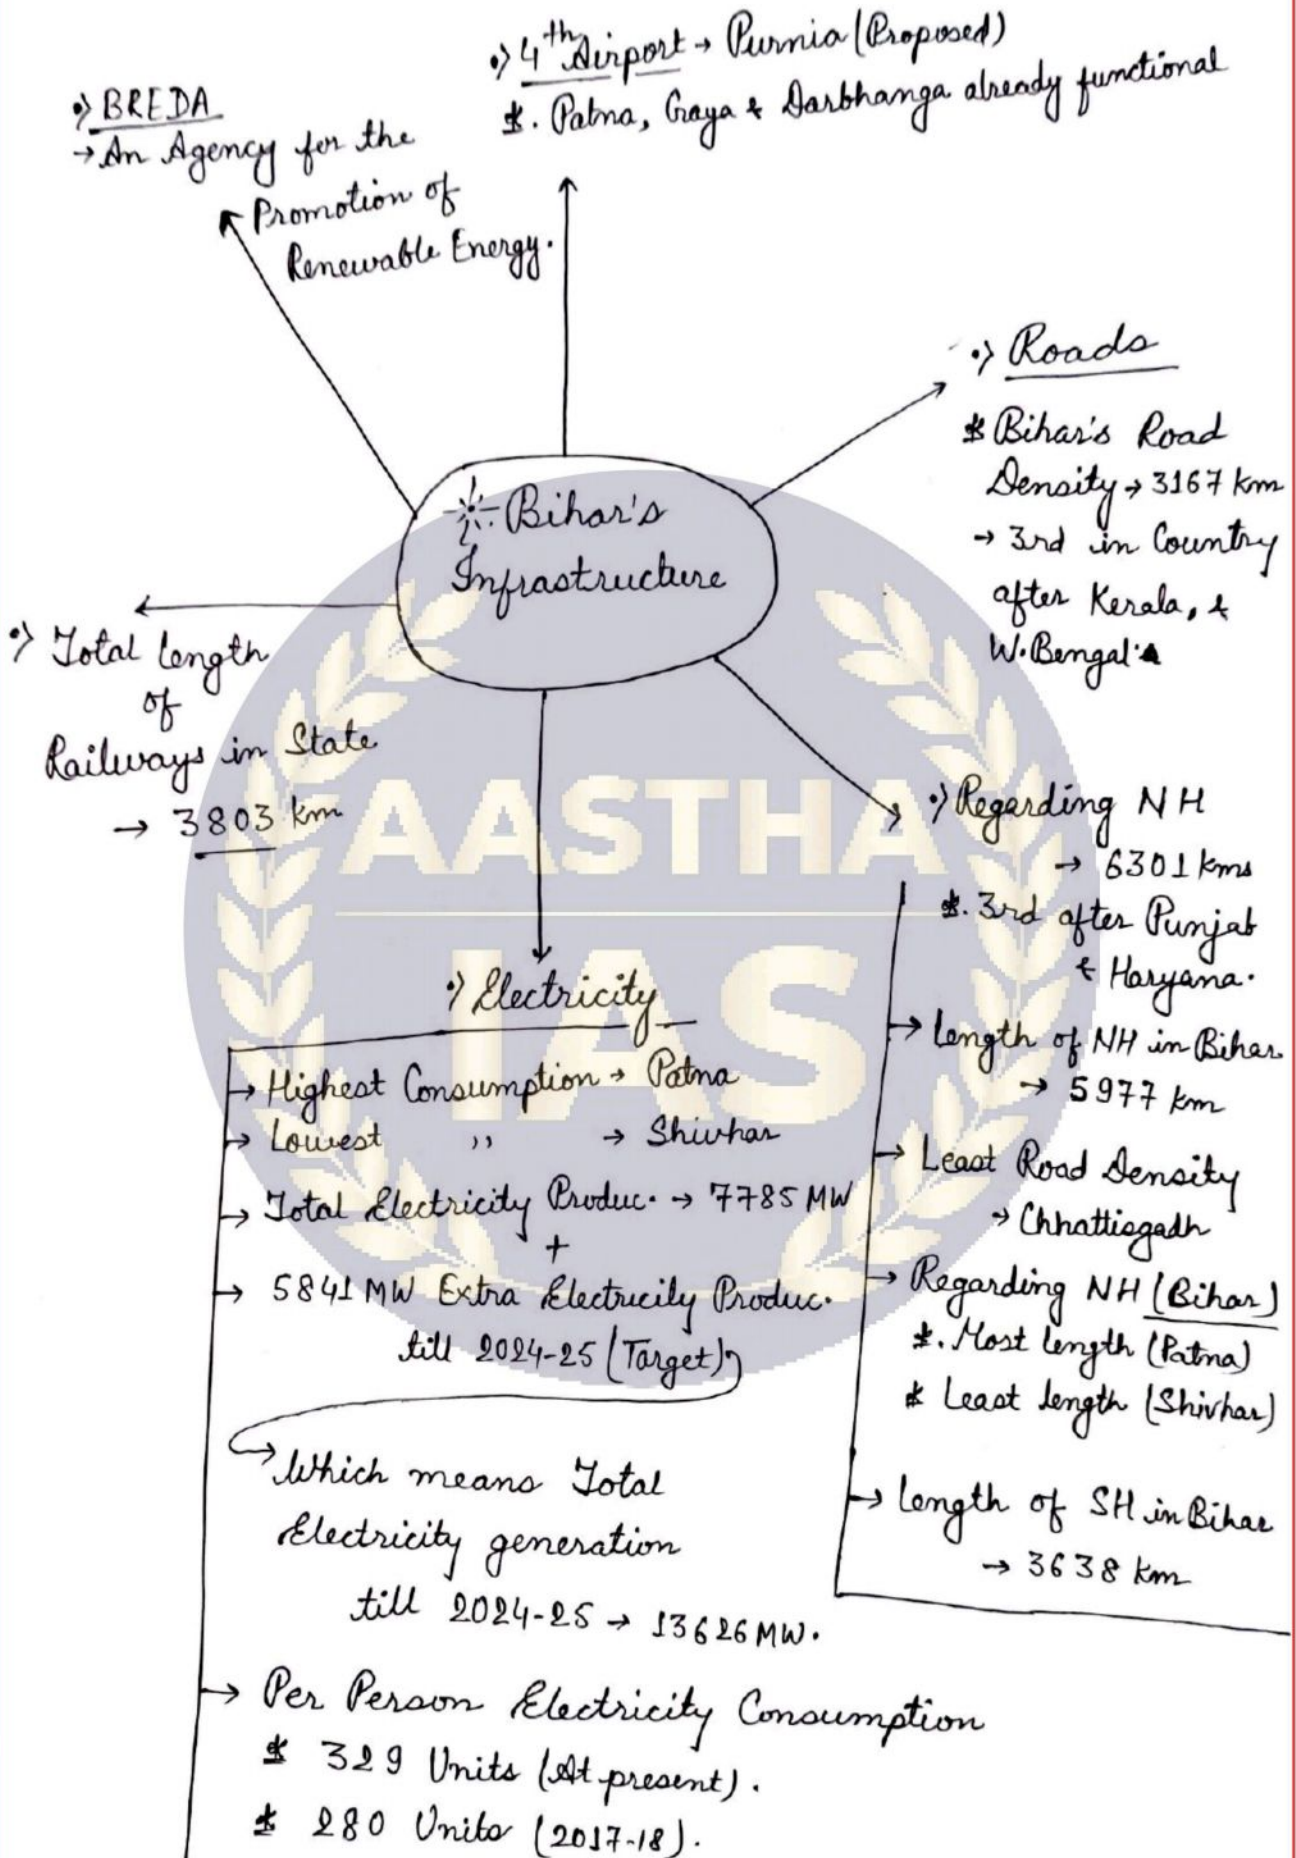 •) BREDA
→ An Agency for the
Promotion of
Renewable Energy.
•) 4th Airport → Purnia (Proposed)
*. Patna, Gaya & Darbhanga already functional
•) Roads
* Bihar's Road
Density → 3167 km
→ 3rd in Country
after Kerala, &
W. Bengal
Bihar's
Infrastructure
•) Total length
of
Railways in State
→ 3803 km
•) Regarding NH
→ 6301 kms
*. 3rd after Punjab
& Haryana.
→ Length of NH in Bihar
→ 5977 km
→ Least Road Density
→ Chhattisgadh
→ Regarding NH (Bihar)
*. Most length (Patna)
* Least length (Shivhar)
→ Length of SH in Bihar
→ 3638 km
•) Electricity
→ Highest Consumption → Patna
→ Lowest ,, → Shivhar
→ Total Electricity Produc. → 7785 MW
+
→ 5841 MW Extra Electrucily Produc.
till 2024-25 (Target)
→ Which means Total
Electricity generation
till 2024-25 → 13626 MW.
→ Per Person Electricity Consumption
* 329 Units (At present).
* 280 Units (2017-18).
AASTHA
IAS